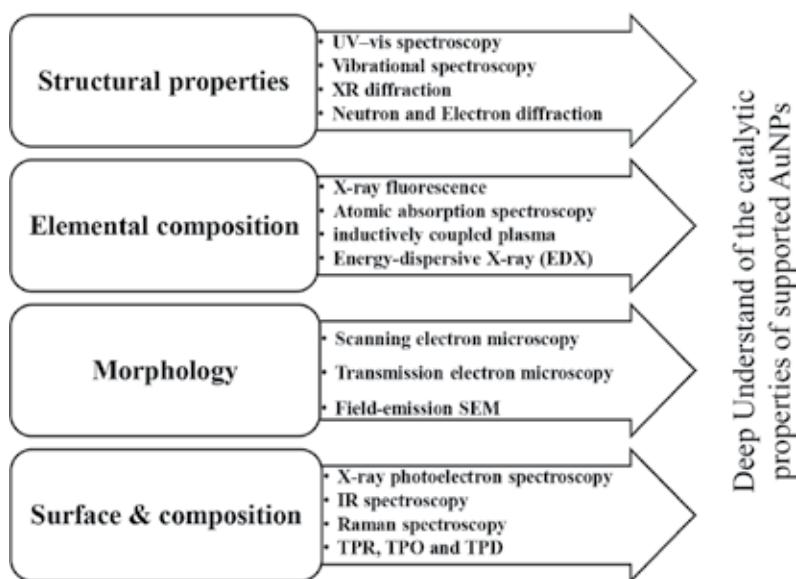 Structural properties
• UV–vis spectroscopy
• Vibrational spectroscopy
• XR diffraction
• Neutron and Electron diffraction
Elemental composition
• X-ray fluorescence
• Atomic absorption spectroscopy
• inductively coupled plasma
• Energy-dispersive X-ray (EDX)
Morphology
• Scanning electron microscopy
• Transmission electron microscopy
• Field-emission SEM
Surface & composition
• X-ray photoelectron spectroscopy
• IR spectroscopy
• Raman spectroscopy
• TPR, TPO and TPD
Deep Understand of the catalytic
properties of supported AuNPs